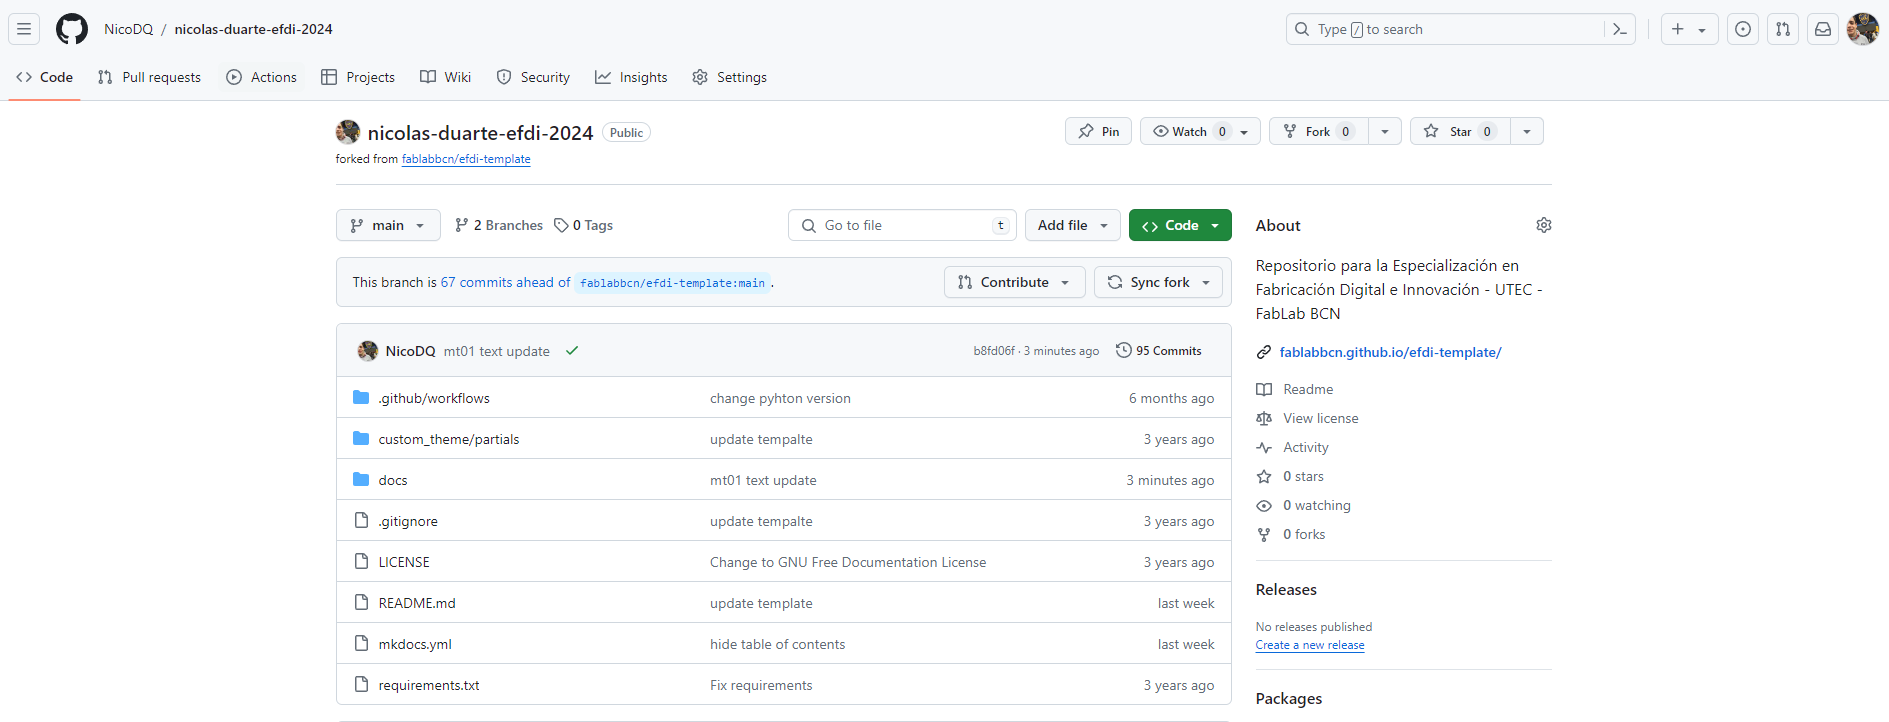 NicoDQ / nicolas-duarte-efdi-2024
Type / to search
Code Pull requests Actions Projects Wiki Security Insights Settings
nicolas-duarte-efdi-2024 Public
Pin Watch 0 Fork 0 Star 0
forked from fablabbcn/efdi-template
main 2 Branches 0 Tags Go to file t Add file Code
This branch is 67 commits ahead of fablabbcn/efdi-template:main . Contribute Sync fork
NicoDQ mt01 text update b8fd06f · 3 minutes ago 95 Commits
.github/workflows change pyhton version 6 months ago
custom_theme/partials update tempalte 3 years ago
docs mt01 text update 3 minutes ago
.gitignore update tempalte 3 years ago
LICENSE Change to GNU Free Documentation License 3 years ago
README.md update template last week
mkdocs.yml hide table of contents last week
requirements.txt Fix requirements 3 years ago
About
Repositorio para la Especialización en
Fabricación Digital e Innovación - UTEC -
FabLab BCN
fablabbcn.github.io/efdi-template/
Readme
View license
Activity
0 stars
0 watching
0 forks
Releases
No releases published
Create a new release
Packages